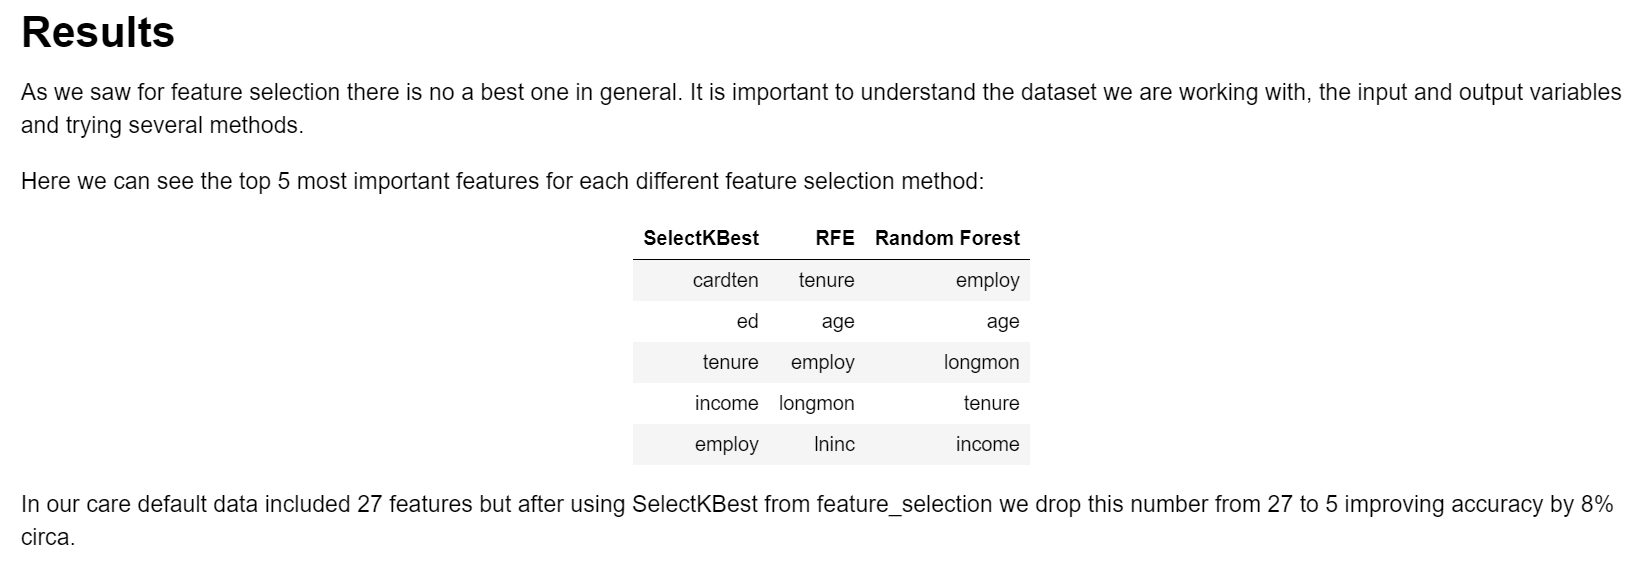 Results
As we saw for feature selection there is no a best one in general. It is important to understand the dataset we are working with, the input and output variables
and trying several methods.
Here we can see the top 5 most important features for each different feature selection method:
SelectKBest RFE Random Forest
cardten tenure employ
ed age age
tenure employ longmon
income longmon tenure
employ lninc income
In our care default data included 27 features but after using SelectKBest from feature_selection we drop this number from 27 to 5 improving accuracy by 8%
circa.